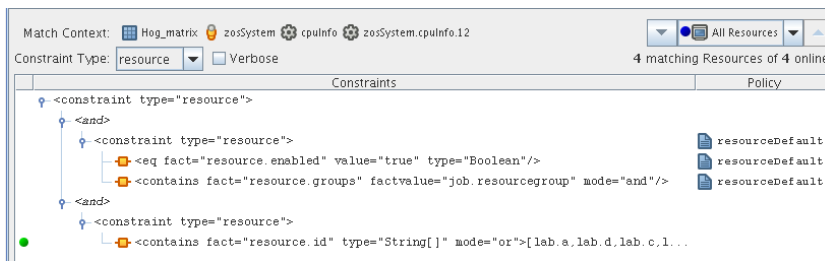 Match Context: Hog_matrix zosSystem cpuInfo zosSystem.cpuInfo.12 All Resources
Constraint Type: resource Verbose 4 matching Resources of 4 online
Constraints Policy
<constraint type="resource">
<and>
<constraint type="resource"> resourceDefault
<eq fact="resource.enabled" value="true" type="Boolean"/> resourceDefault
<contains fact="resource.groups" factvalue="job.resourcegroup" mode="and"/> resourceDefault
<and>
<constraint type="resource">
<contains fact="resource.id" type="String[]" mode="or">[lab.a,lab.d,lab.c,l...